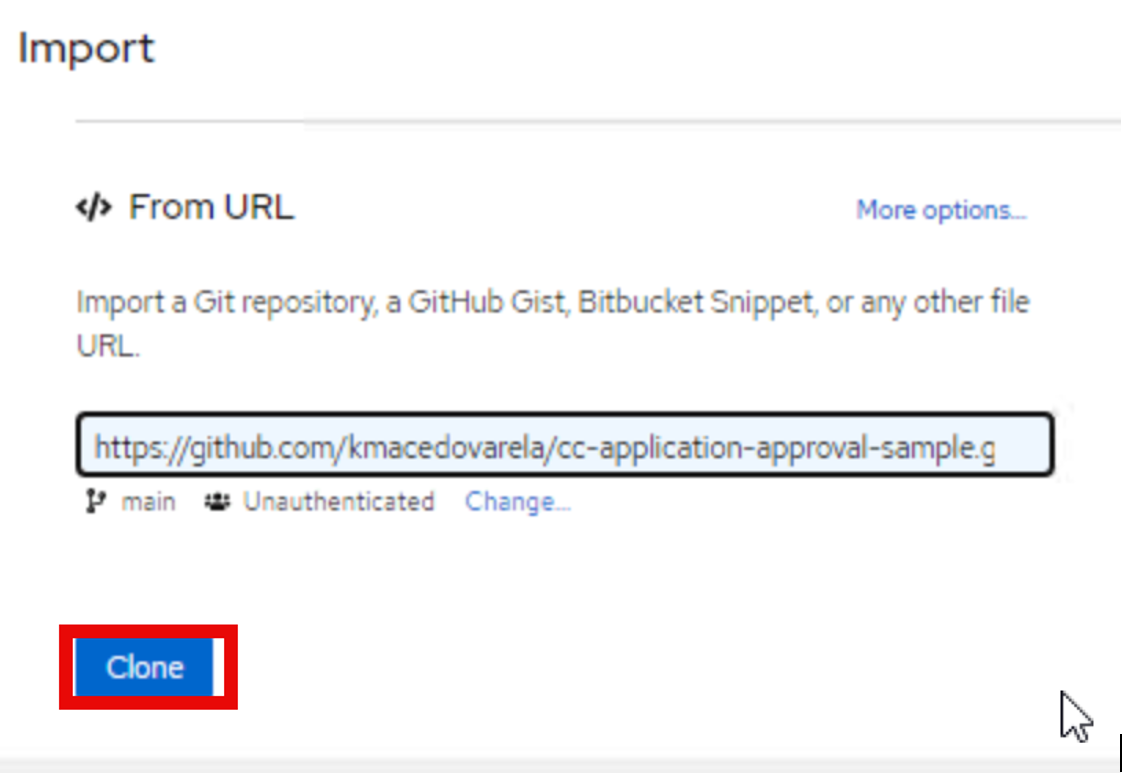 Import
</> From URL
More options...
Import a Git repository, a GitHub Gist, Bitbucket Snippet, or any other file
URL.
https://github.com/kmacedovarela/cc-application-approval-sample.g
main Unauthenticated Change...
Clone